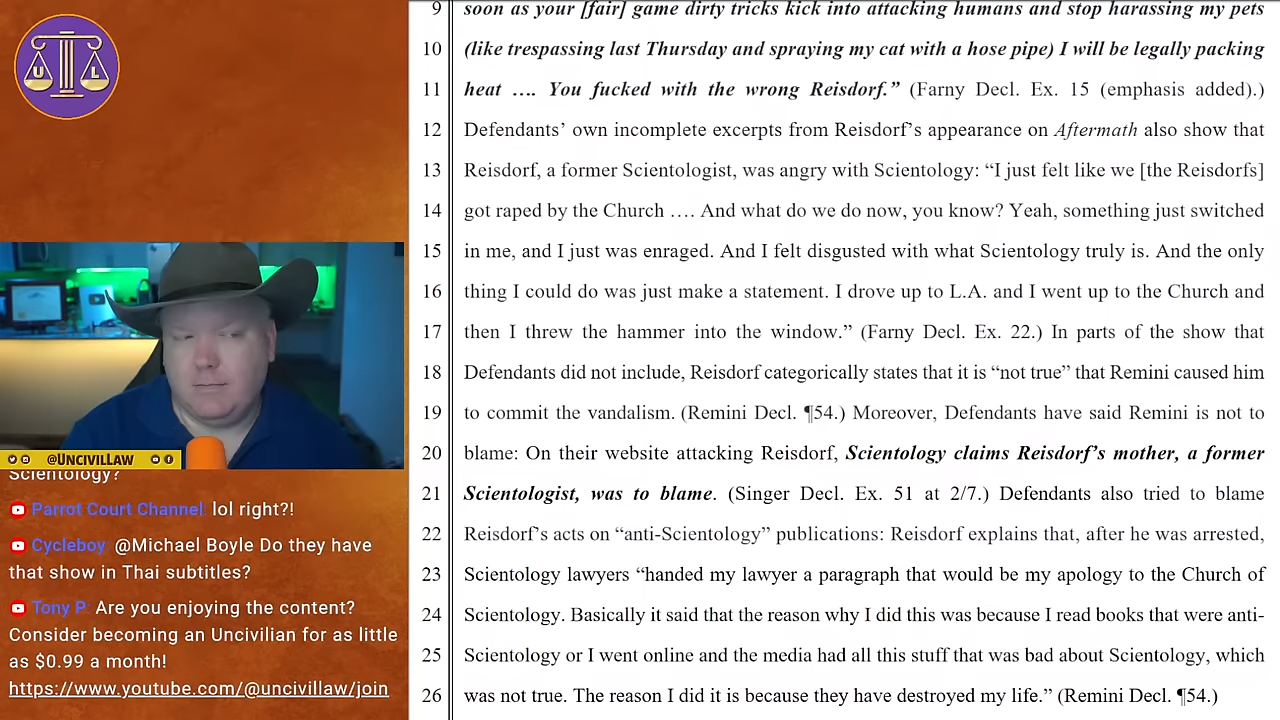 U L
@UNCIVILLAW
Scientology?
Parrot Court Channel: lol right?!
Cycleboy: @Michael Boyle Do they have
that show in Thai subtitles?
Tony P: Are you enjoying the content?
Consider becoming an Uncivilian for as little
as $0.99 a month!
https://www.youtube.com/@uncivillaw/join
9 soon as your [fair] game dirty tricks kick into attacking humans and stop harassing my pets
10 (like trespassing last Thursday and spraying my cat with a hose pipe) I will be legally packing
11 heat …. You fucked with the wrong Reisdorf.” (Farny Decl. Ex. 15 (emphasis added).)
12 Defendants’ own incomplete excerpts from Reisdorf’s appearance on Aftermath also show that
13 Reisdorf, a former Scientologist, was angry with Scientology: “I just felt like we [the Reisdorfs]
14 got raped by the Church …. And what do we do now, you know? Yeah, something just switched
15 in me, and I just was enraged. And I felt disgusted with what Scientology truly is. And the only
16 thing I could do was just make a statement. I drove up to L.A. and I went up to the Church and
17 then I threw the hammer into the window.” (Farny Decl. Ex. 22.) In parts of the show that
18 Defendants did not include, Reisdorf categorically states that it is “not true” that Remini caused him
19 to commit the vandalism. (Remini Decl. ¶54.) Moreover, Defendants have said Remini is not to
20 blame: On their website attacking Reisdorf, Scientology claims Reisdorf’s mother, a former
21 Scientologist, was to blame. (Singer Decl. Ex. 51 at 2/7.) Defendants also tried to blame
22 Reisdorf’s acts on “anti-Scientology” publications: Reisdorf explains that, after he was arrested,
23 Scientology lawyers “handed my lawyer a paragraph that would be my apology to the Church of
24 Scientology. Basically it said that the reason why I did this was because I read books that were anti-
25 Scientology or I went online and the media had all this stuff that was bad about Scientology, which
26 was not true. The reason I did it is because they have destroyed my life.” (Remini Decl. ¶54.)